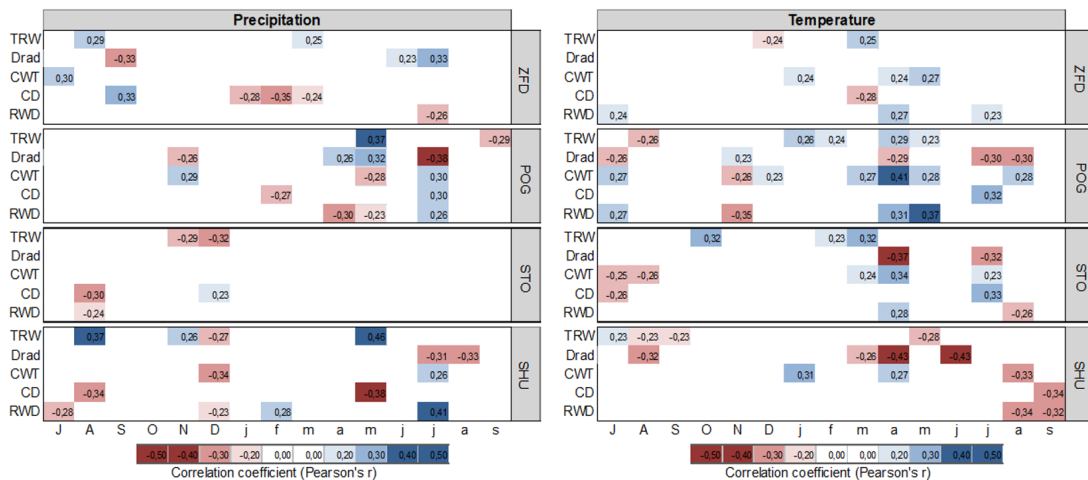 Precipitation
TRW 0,29 0,25
Drad -0,33 0,23 0,33
CWT 0,30
CD 0,33 -0,28 -0,35 -0,24
RWD -0,26
ZFD
TRW 0,37 -0,29
Drad -0,26 0,26 0,32 -0,38
CWT 0,29 -0,28 0,30
CD -0,27 0,30
RWD -0,30 -0,23 0,26
POG
TRW -0,29 -0,32
Drad
CWT
CD -0,30 0,23
RWD -0,24
STO
TRW 0,37 0,26 -0,27 0,46
Drad -0,31 -0,33
CWT -0,34 0,26
CD -0,34 -0,38
RWD -0,28 -0,23 0,28 0,41
SHU
J A S O N D j f m a m j j a s
-0,50 -0,40 -0,30 -0,20 0,00 0,00 0,20 0,30 0,40 0,50
Correlation coefficient (Pearson's r)
Temperature
TRW -0,24 0,25
Drad
CWT 0,24 0,24 0,27
CD -0,28
RWD 0,24 0,27 0,23
ZFD
TRW -0,26 0,26 0,24 0,29 0,23
Drad -0,26 0,23 -0,29 -0,30 -0,30
CWT 0,27 -0,26 0,23 0,27 0,41 0,28 0,28
CD 0,32
RWD 0,27 -0,35 0,31 0,37
POG
TRW 0,32 0,23 0,32
Drad -0,37 -0,32
CWT -0,25 -0,26 0,24 0,34 0,23
CD -0,26 0,33
RWD 0,28 -0,26
STO
TRW 0,23 -0,23 -0,23 -0,28
Drad -0,32 -0,26 -0,43 -0,43
CWT 0,31 0,27 -0,33
CD -0,34
RWD -0,34 -0,32
SHU
J A S O N D j f m a m j j a s
-0,50 -0,40 -0,30 -0,20 0,00 0,00 0,20 0,30 0,40 0,50
Correlation coefficient (Pearson's r)